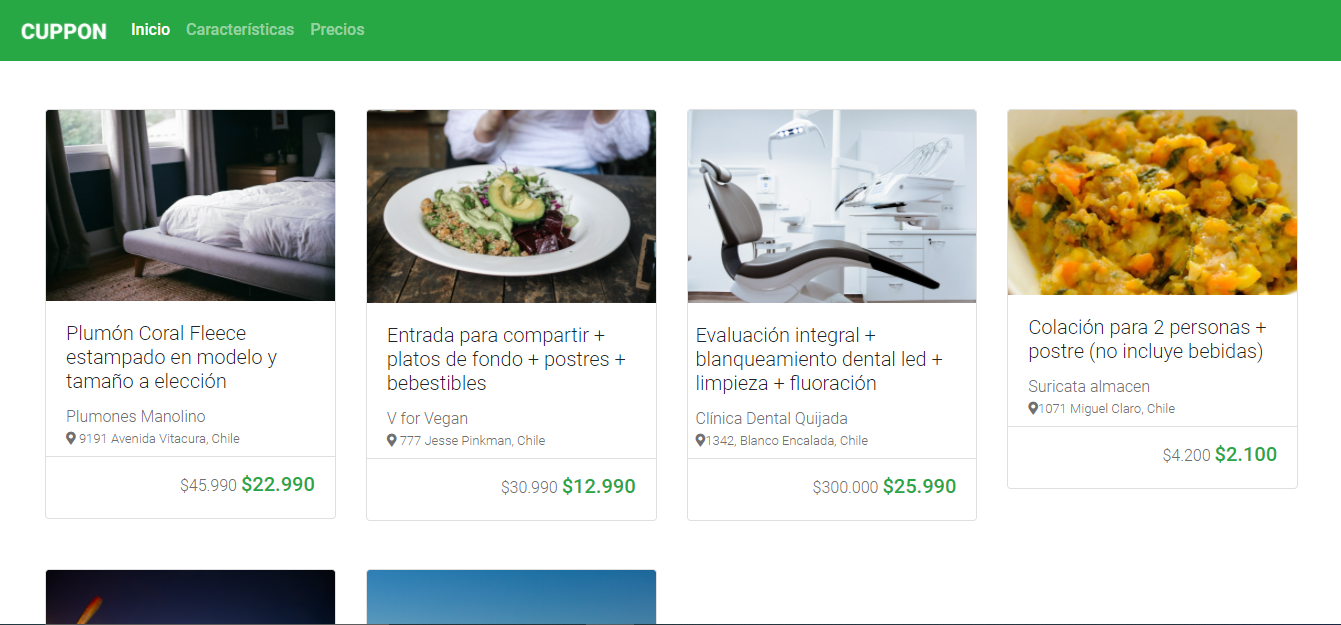 CUPPON Inicio Características Precios
Plumón Coral Fleece
estampado en modelo y
tamaño a elección
Plumones Manolino
9191 Avenida Vitacura, Chile
$45.990 $22.990
Entrada para compartir +
platos de fondo + postres +
bebestibles
V for Vegan
777 Jesse Pinkman, Chile
$30.990 $12.990
Evaluación integral +
blanqueamiento dental led +
limpieza + fluoración
Clínica Dental Quijada
1342, Blanco Encalada, Chile
$300.000 $25.990
Colación para 2 personas +
postre (no incluye bebidas)
Suricata almacen
1071 Miguel Claro, Chile
$4.200 $2.100